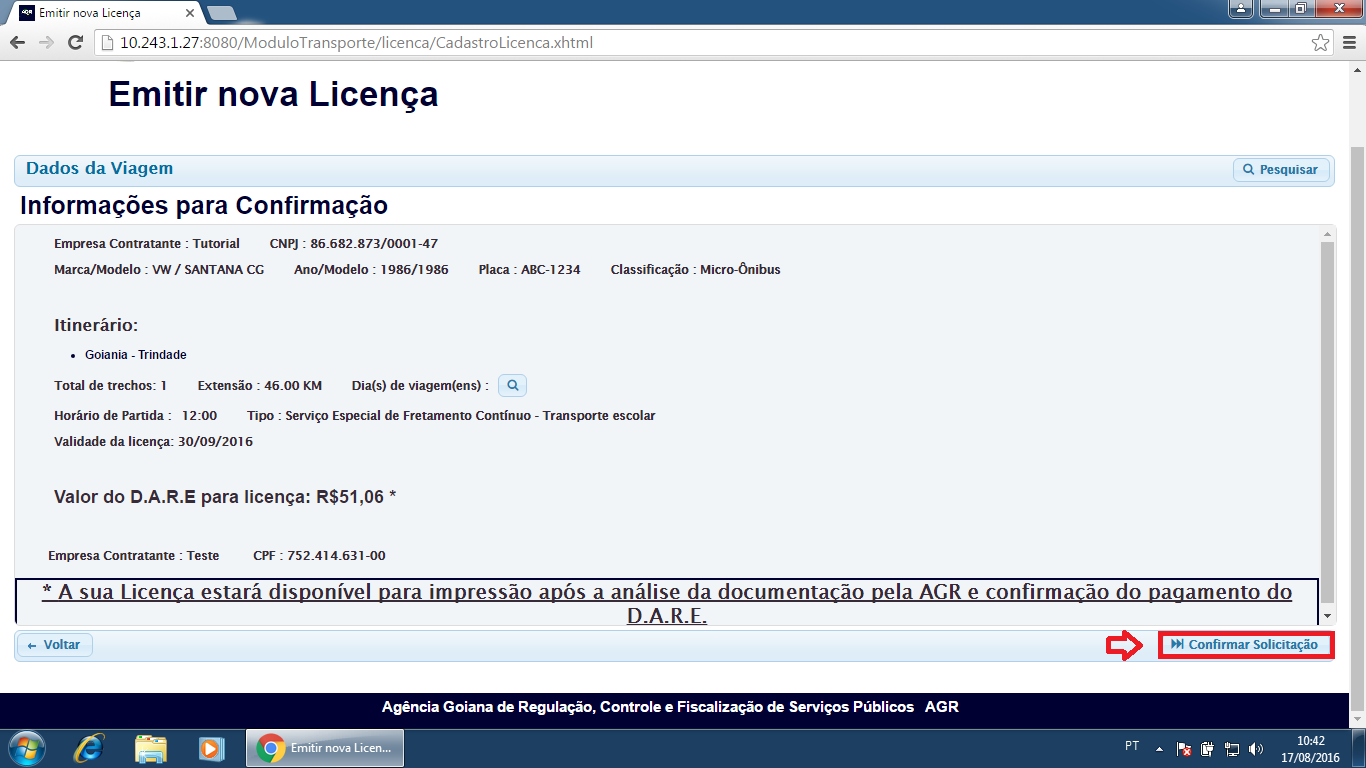 AGR Emitir nova Licença
10.243.1.27:8080/ModuloTransporte/licenca/CadastroLicenca.xhtml
Emitir nova Licença
Dados da Viagem Pesquisar
Informações para Confirmação
Empresa Contratante : Tutorial CNPJ : 86.682.873/0001-47
Marca/Modelo : VW / SANTANA CG Ano/Modelo : 1986/1986 Placa : ABC-1234 Classificação : Micro-Ônibus
Itinerário:
• Goiania - Trindade
Total de trechos: 1 Extensão : 46.00 KM Dia(s) de viagem(ens) :
Horário de Partida : 12:00 Tipo : Serviço Especial de Fretamento Contínuo - Transporte escolar
Validade da licença: 30/09/2016
Valor do D.A.R.E para licença: R$51,06 *
Empresa Contratante : Teste CPF : 752.414.631-00
* A sua Licença estará disponível para impressão após a análise da documentação pela AGR e confirmação do pagamento do
D.A.R.E.
Voltar Confirmar Solicitação
Agência Goiana de Regulação, Controle e Fiscalização de Serviços Públicos AGR
Emitir nova Licen... PT 10:42
17/08/2016